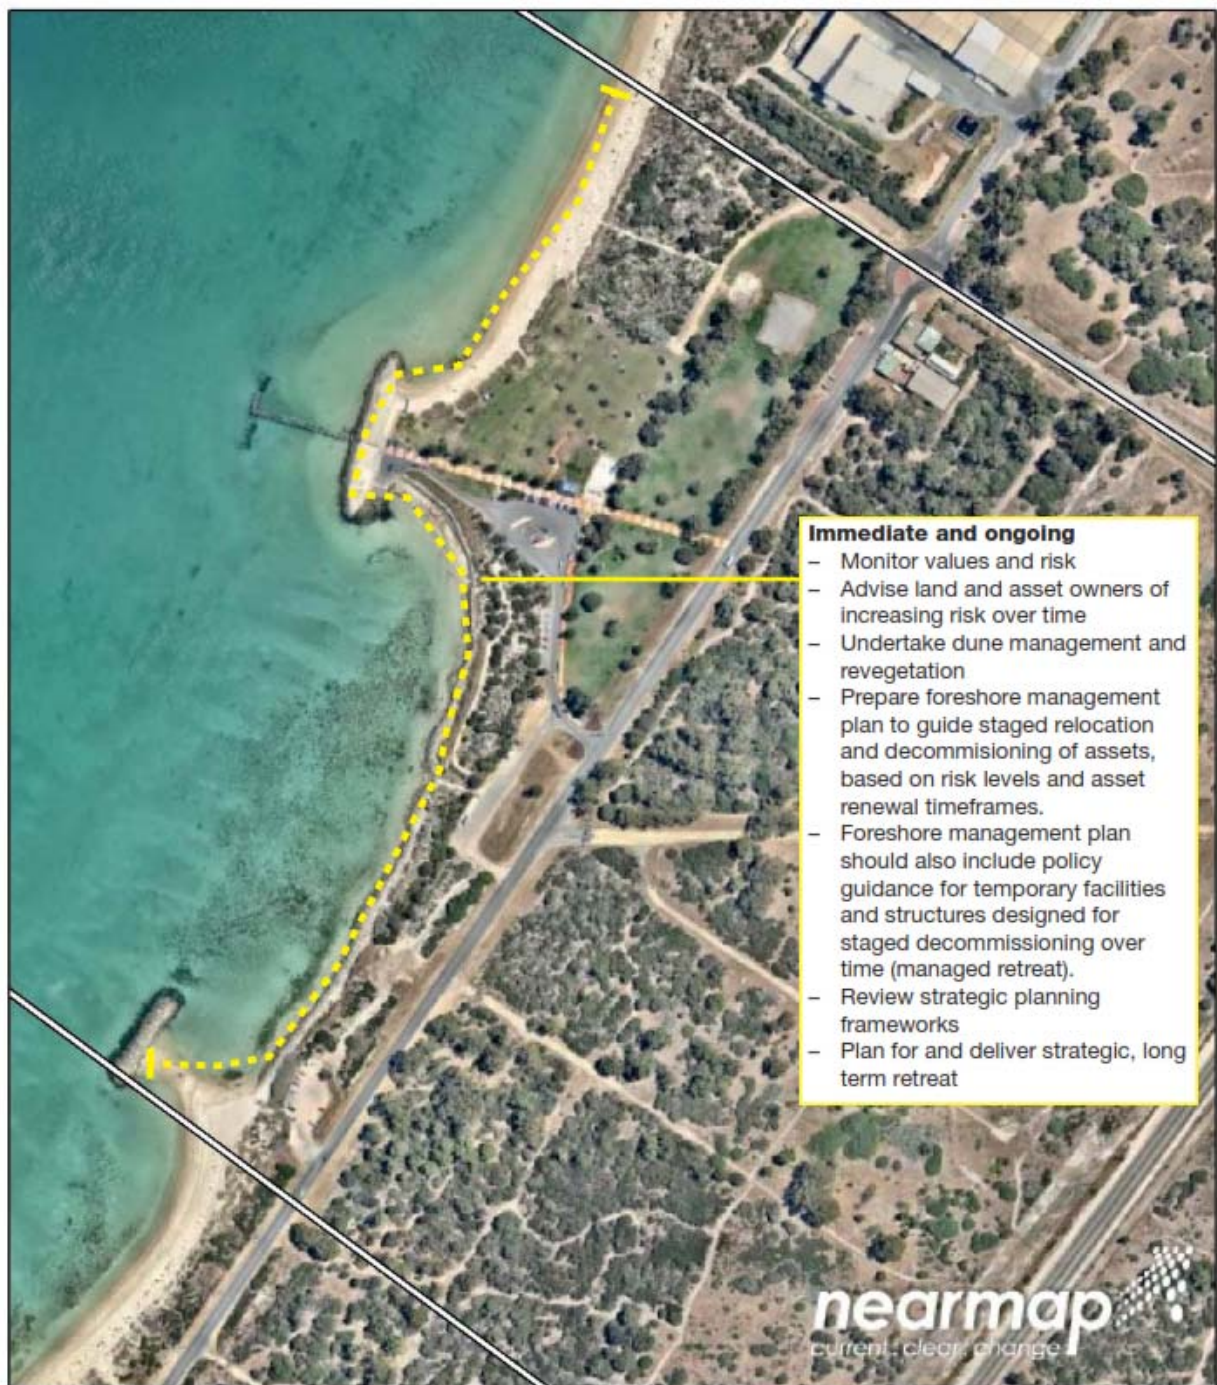 Immediate and ongoing
– Monitor values and risk
– Advise land and asset owners of
increasing risk over time
– Undertake dune management and
revegetation
– Prepare foreshore management
plan to guide staged relocation
and decommisioning of assets,
based on risk levels and asset
renewal timeframes.
– Foreshore management plan
should also include policy
guidance for temporary facilities
and structures designed for
staged decommissioning over
time (managed retreat).
– Review strategic planning
frameworks
– Plan for and deliver strategic, long
term retreat
nearmap
current. clear. change